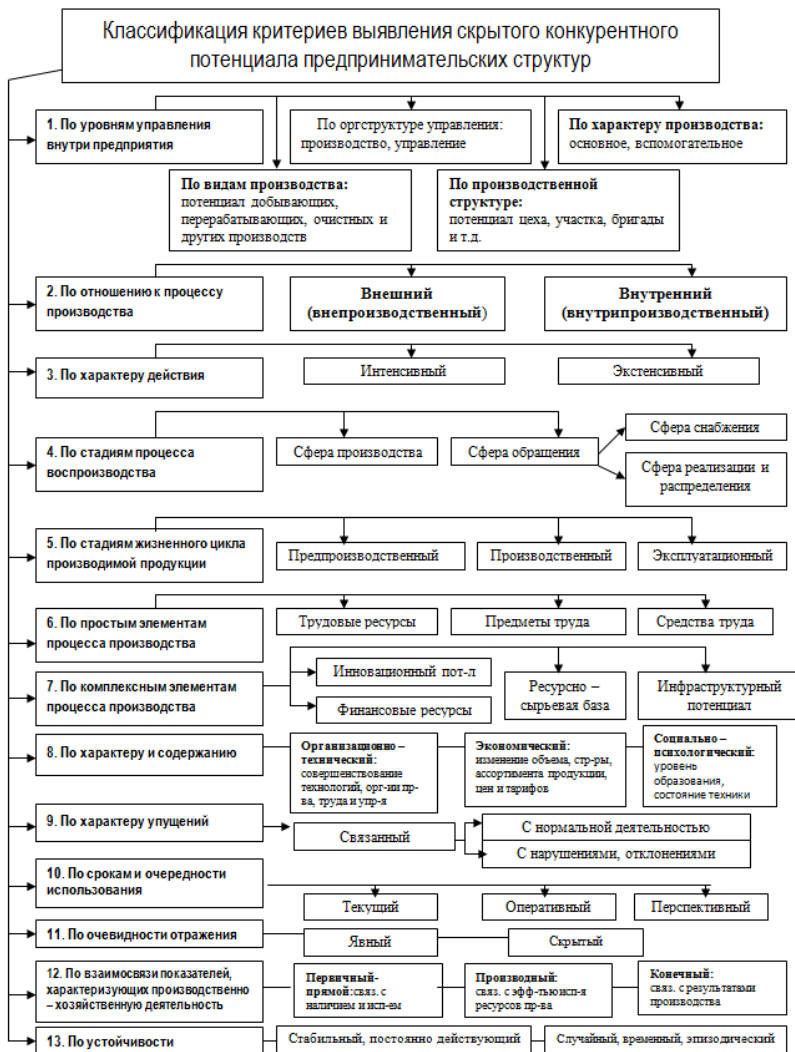 Классификация критериев выявления скрытого конкурентного
потенциала предпринимательских структур
1. По уровням управления
внутри предприятия
По оргструктуре управления:
производство, управление
По характеру производства:
основное, вспомогательное
По видам производства:
потенциал добывающих,
перерабатывающих, очистных и
других производств
По производственной
структуре:
потенциал цеха, участка, бригады
и т.д.
2. По отношению к процессу
производства
Внешний
(внепроизводственный)
Внутренний
(внутрипроизводственный)
3. По характеру действия
Интенсивный
Экстенсивный
4. По стадиям процесса
воспроизводства
Сфера производства
Сфера обращения
Сфера снабжения
Сфера реализации и
распределения
5. По стадиям жизненного цикла
производимой продукции
Предпроизводственный
Производственный
Эксплуатационный
6. По простым элементам
процесса производства
Трудовые ресурсы
Предметы труда
Средства труда
7. По комплексным элементам
процесса производства
Инновационный пот-л
Финансовые ресурсы
Ресурсно –
сырьевая база
Инфраструктурный
потенциал
8. По характеру и содержанию
Организационно –
технический:
совершенствование
технологий, орг-ии пр-
ва, труда и упр-я
Экономический:
изменение объема, стр-ры,
ассортимента продукции,
цен и тарифов
Социально –
психологический:
уровень
образования,
состояние техники
9. По характеру упущений
Связанный
С нормальной деятельностью
С нарушениями, отклонениями
10. По срокам и очередности
использования
Текущий
Оперативный
Перспективный
11. По очевидности отражения
Явный
Скрытый
12. По взаимосвязи показателей,
характеризующих производственно
– хозяйственную деятельность
Первичный-
прямой:связ. с
наличием и исп-ем
Производный:
связ. с эфф-тьюисп-я
ресурсов пр-ва
Конечный:
связ. с результатами
производства
13. По устойчивости
Стабильный, постоянно действующий
Случайный, временный, эпизодический